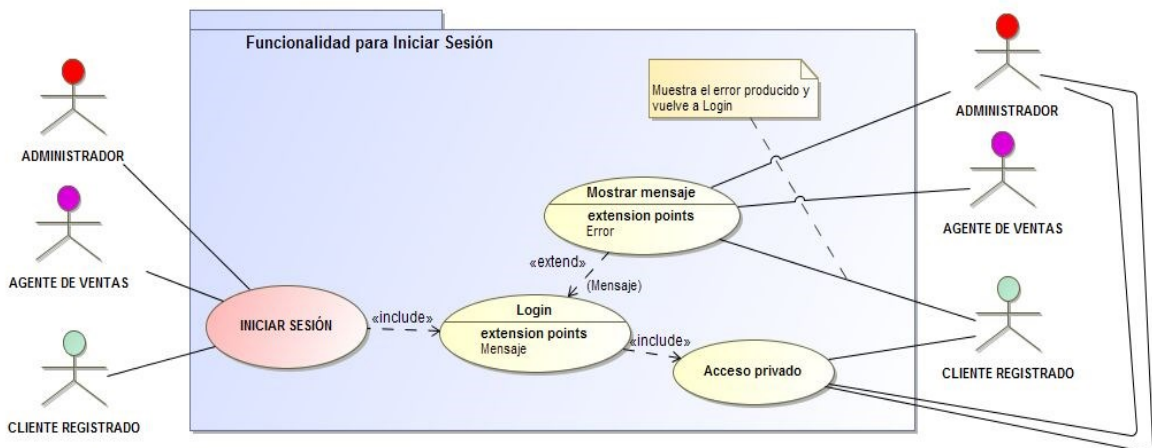 Funcionalidad para Iniciar Sesión
ADMINISTRADOR
AGENTE DE VENTAS
CLIENTE REGISTRADO
INICIAR SESIÓN
«include»
Login
extension points
Mensaje
«extend»
(Mensaje)
Mostrar mensaje
extension points
Error
Muestra el error producido y
vuelve a Login
«include»
Acceso privado
ADMINISTRADOR
AGENTE DE VENTAS
CLIENTE REGISTRADO